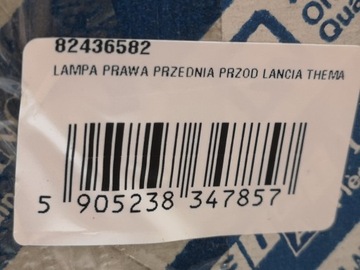 82436582
LAMPA PRAWA PRZEDNIA PRZOD LANCIA THEMA
5 905238 347857